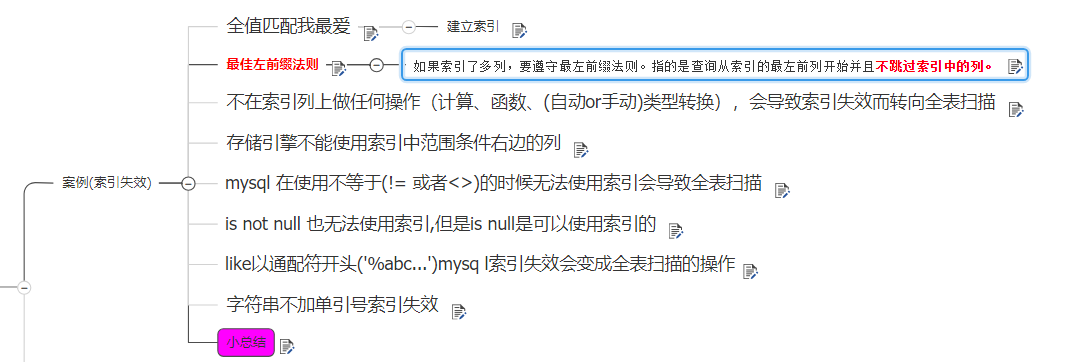 全值匹配我最爱
建立索引
最佳左前缀法则
如果索引了多列，要遵守最左前缀法则。指的是查询从索引的最左前列开始并且不跳过索引中的列。
不在索引列上做任何操作（计算、函数、(自动or手动)类型转换），会导致索引失效而转向全表扫描
存储引擎不能使用索引中范围条件右边的列
案例(索引失效)
mysql 在使用不等于(!= 或者<>)的时候无法使用索引会导致全表扫描
is not null 也无法使用索引,但是is null是可以使用索引的
like以通配符开头('%abc...')mysq l索引失效会变成全表扫描的操作
字符串不加单引号索引失效
小总结